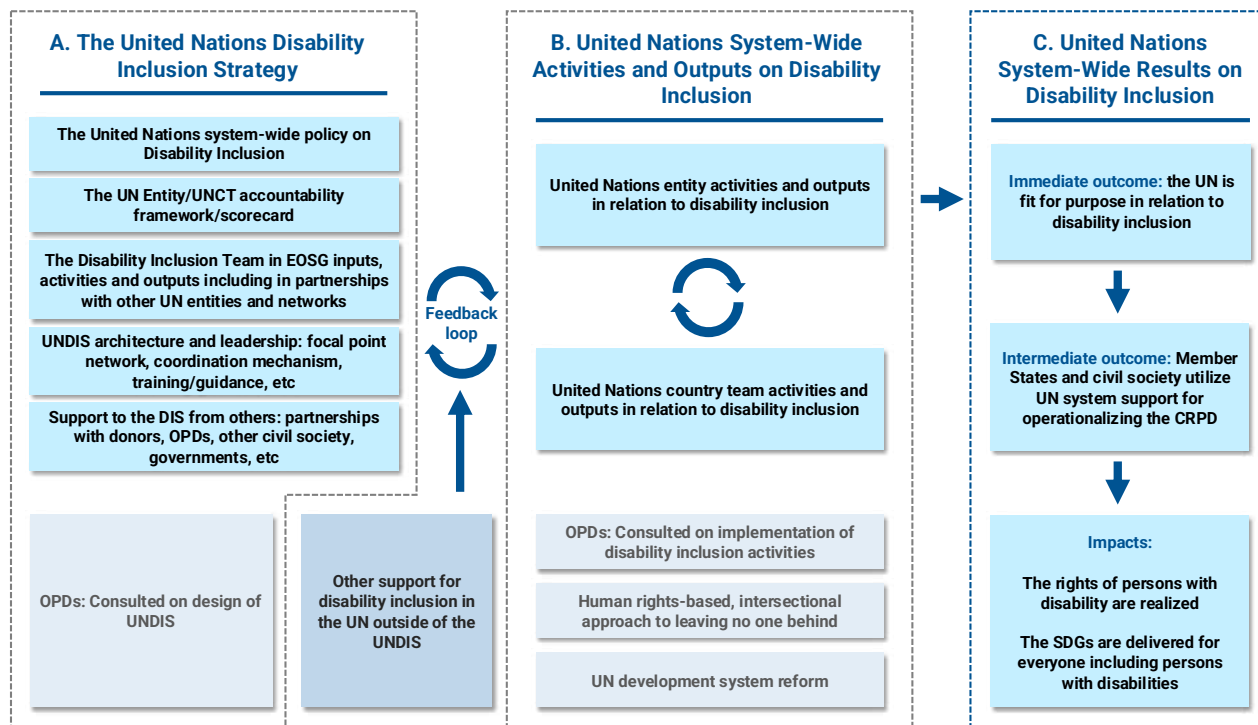 A. The United Nations Disability
Inclusion Strategy
The United Nations system-wide policy on
Disability Inclusion
The UN Entity/UNCT accountability
framework/scorecard
The Disability Inclusion Team in EOSG inputs,
activities and outputs including in partnerships
with other UN entities and networks
UNDIS architecture and leadership: focal point
network, coordination mechanism,
training/guidance, etc
Support to the DIS from others: partnerships
with donors, OPDs, other civil society,
governments, etc
OPDs: Consulted on design of
UNDIS
Other support for
disability inclusion in
the UN outside of the
UNDIS
Feedback
loop
B. United Nations System-Wide
Activities and Outputs on Disability
Inclusion
United Nations entity activities and outputs
in relation to disability inclusion
United Nations country team activities and
outputs in relation to disability inclusion
OPDs: Consulted on implementation of
disability inclusion activities
Human rights-based, intersectional
approach to leaving no one behind
UN development system reform
C. United Nations
System-Wide Results on
Disability Inclusion
Immediate outcome: the UN is
fit for purpose in relation to
disability inclusion
Intermediate outcome: Member
States and civil society utilize
UN system support for
operationalizing the CRPD
Impacts:
The rights of persons with
disability are realized
The SDGs are delivered for
everyone including persons
with disabilities